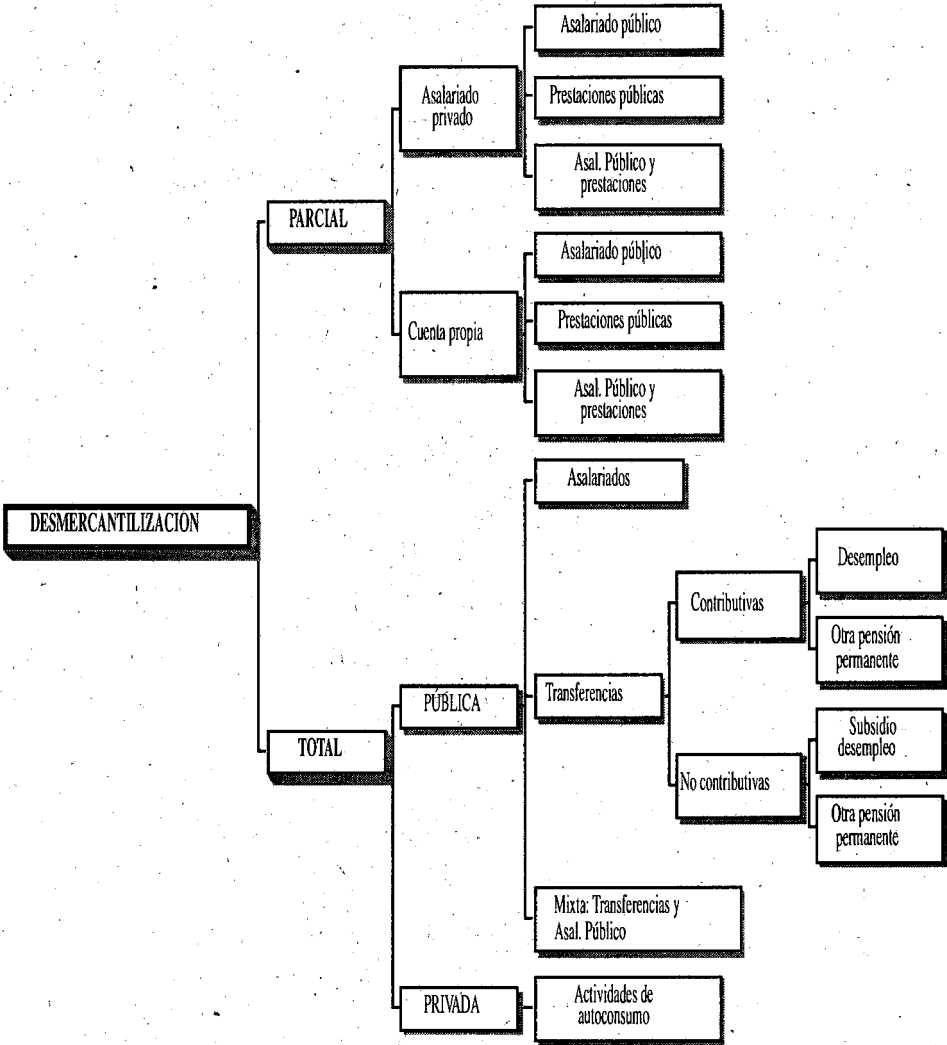 Asalariado público
Asalariado
privado
Prestaciones públicas
Asal. Público y
prestaciones
PARCIAL
Asalariado público
Cuenta propia
Prestaciones públicas
Asal. Público y
prestaciones
DESMERCANTILIZACIÓN
Asalariados
Desempleo
Contributivas
Otra pensión
permanente
PÚBLICA
Transferencias
TOTAL
Subsidio
desempleo
No contributivas
Otra pensión
permanente
Mixta: Transferencias y
Asal. Público
PRIVADA
Actividades de
autoconsumo